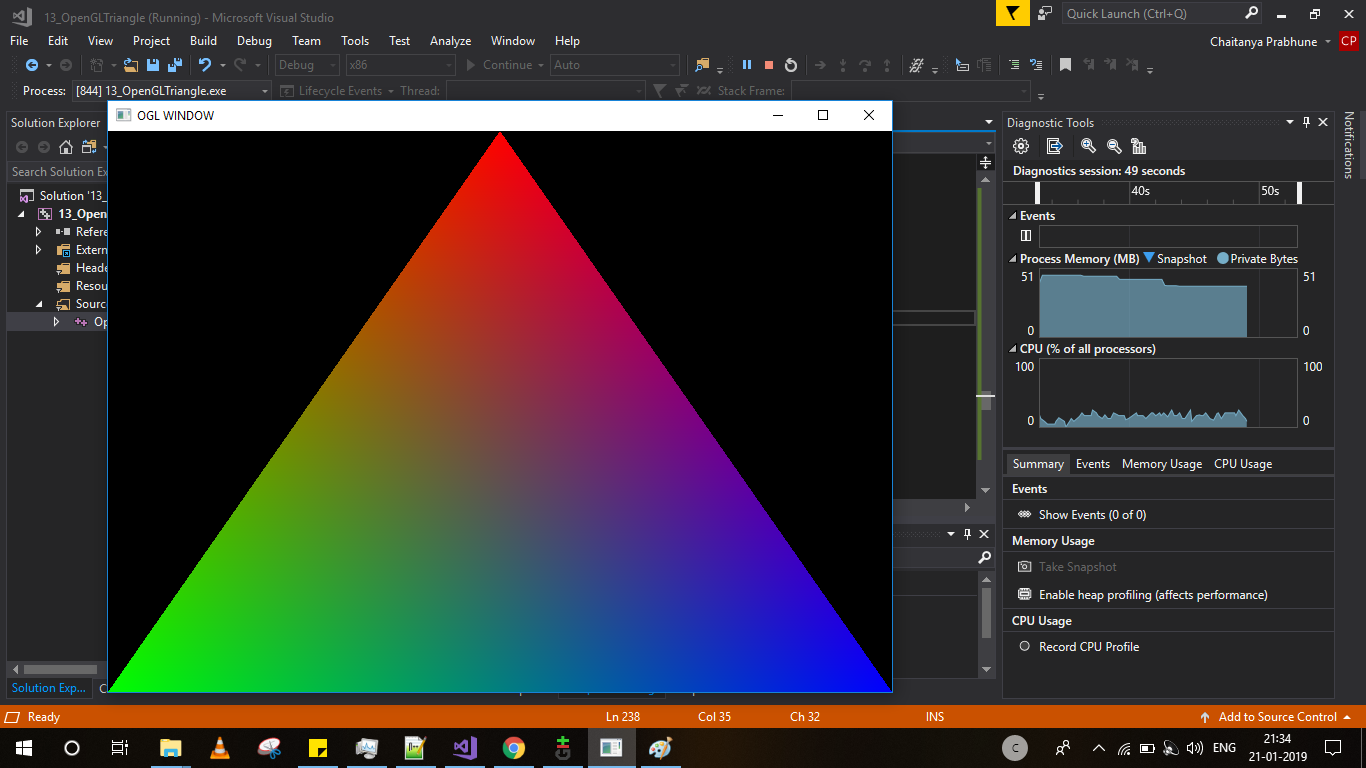 13_OpenGLTriangle (Running) - Microsoft Visual Studio
Quick Launch (Ctrl+Q)
File Edit View Project Build Debug Team Tools Test Analyze Window Help
Chaitanya Prabhune CP
Debug x86 Continue Auto
Process: [844] 13_OpenGLTriangle.exe Lifecycle Events Thread: Stack Frame:
OGL WINDOW
Solution Explorer
Search Solution Ex
Solution '13_
13_Open
Refere
Extern
Heade
Resou
Sourc
Op
Solution Exp... C
Diagnostic Tools
Notifications
Diagnostics session: 49 seconds
40s 50s
Events
Process Memory (MB) Snapshot Private Bytes
51 51
0 0
CPU (% of all processors)
100 100
0 0
Summary Events Memory Usage CPU Usage
Events
Show Events (0 of 0)
Memory Usage
Take Snapshot
Enable heap profiling (affects performance)
CPU Usage
Record CPU Profile
Ready Ln 238 Col 35 Ch 32 INS Add to Source Control
C ENG 21:34
21-01-2019